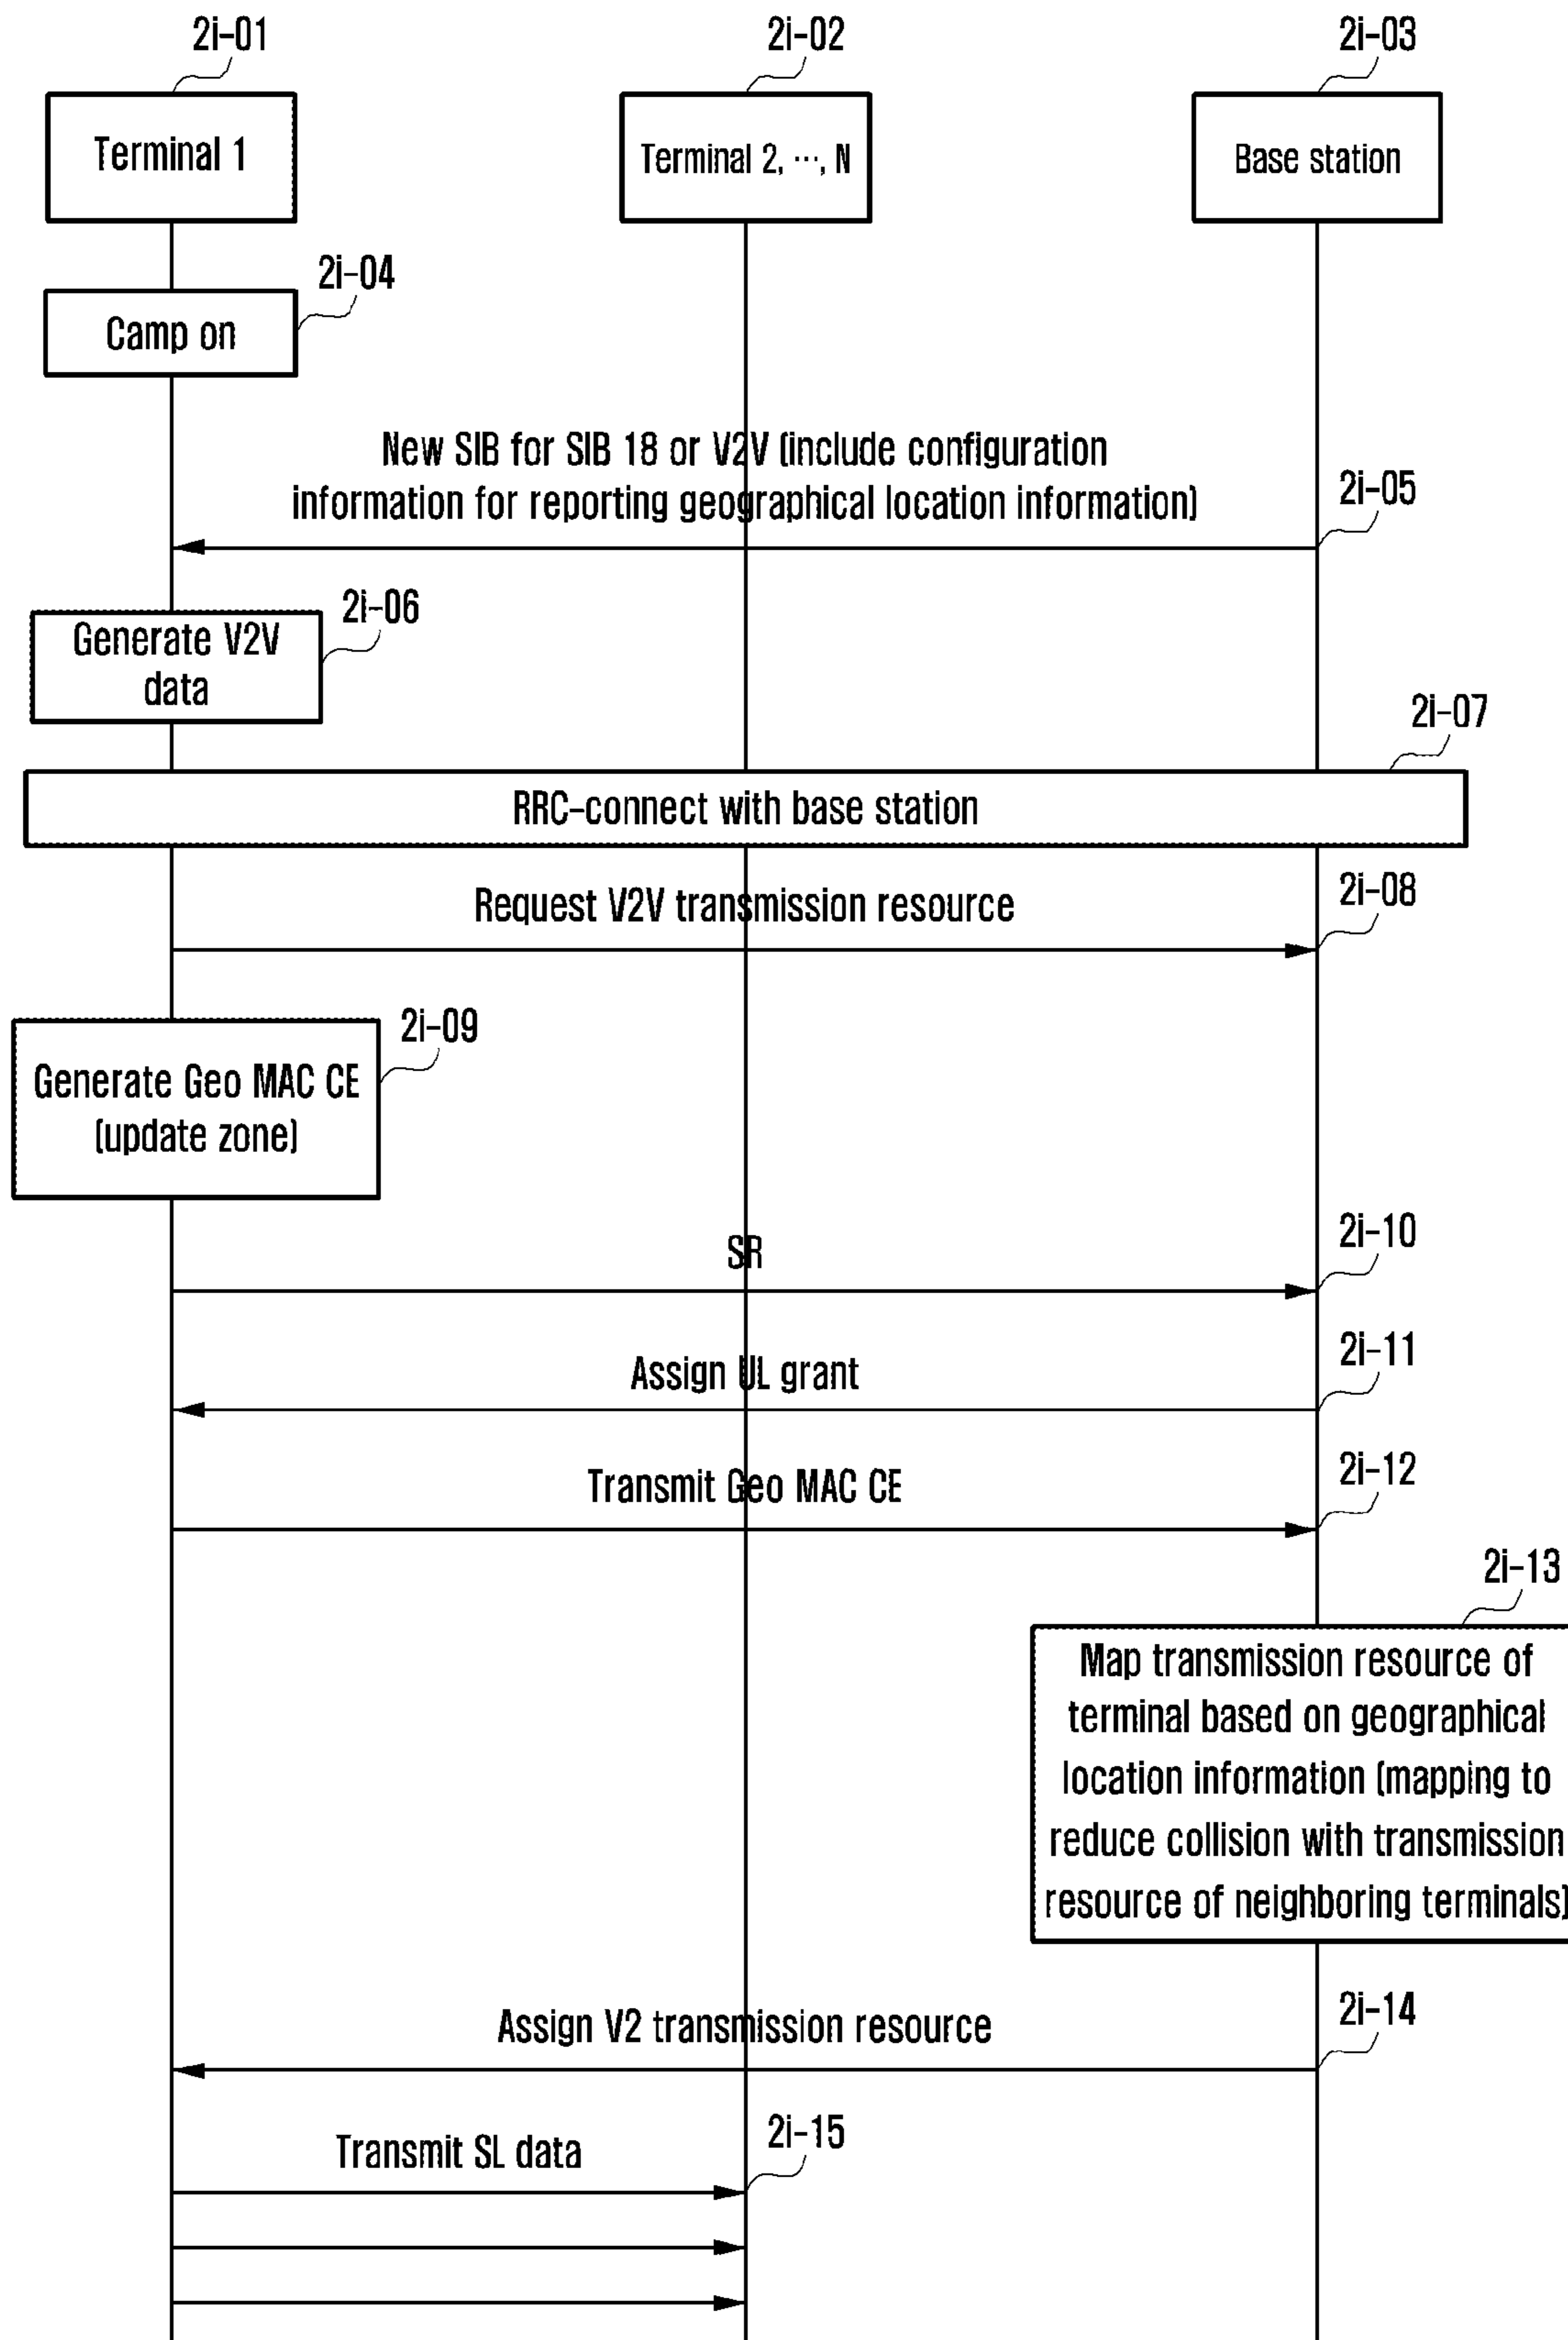 2i-01
2i-02
2i-03
Terminal 1
Terminal 2, ···, N
Base station
2i-04
Camp on
New SIB for SIB 18 or V2V (include configuration
information for reporting geographical location information)
2i-05
2i-06
Generate V2V
data
2i-07
RRC-connect with base station
2i-08
Request V2V transmission resource
2i-09
Generate Geo MAC CE
(update zone)
2i-10
SR
2i-11
Assign UL grant
2i-12
Transmit Geo MAC CE
2i-13
Map transmission resource of
terminal based on geographical
location information (mapping to
reduce collision with transmission
resource of neighboring terminals)
2i-14
Assign V2 transmission resource
2i-15
Transmit SL data